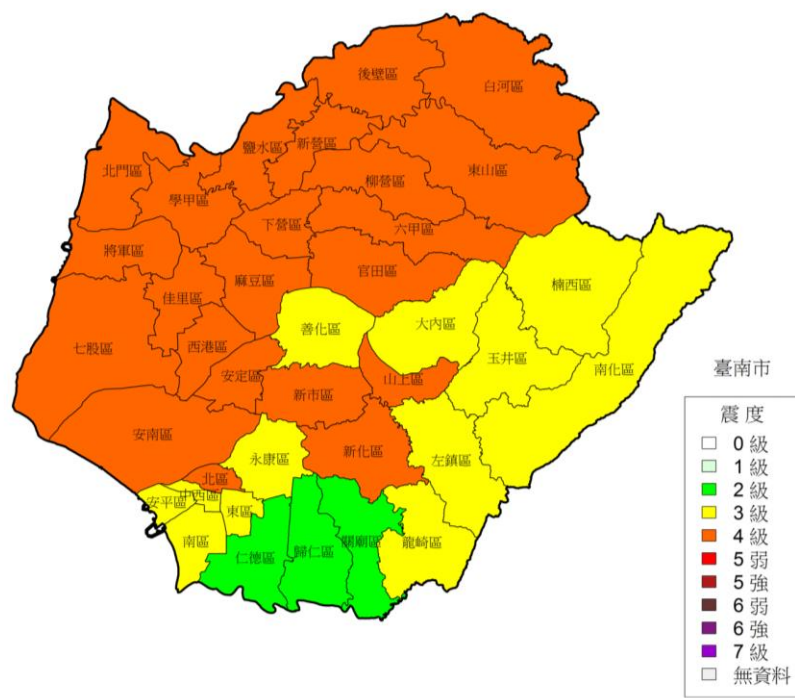 後壁區
白河區
新營區
鹽水區
北門區
東山區
柳營區
學甲區
下營區
六甲區
將軍區
官田區
麻豆區
楠西區
佳里區
善化區
大內區
七股區
西港區
玉井區
南化區
安定區
山上區
新市區
安南區
新化區
永康區
左鎮區
北區
中西區
安平區
東區
南區
關廟區
龍崎區
歸仁區
仁德區
臺南市
震度
0 級
1 級
2 級
3 級
4 級
5 弱
5 強
6 弱
6 強
7 級
無資料